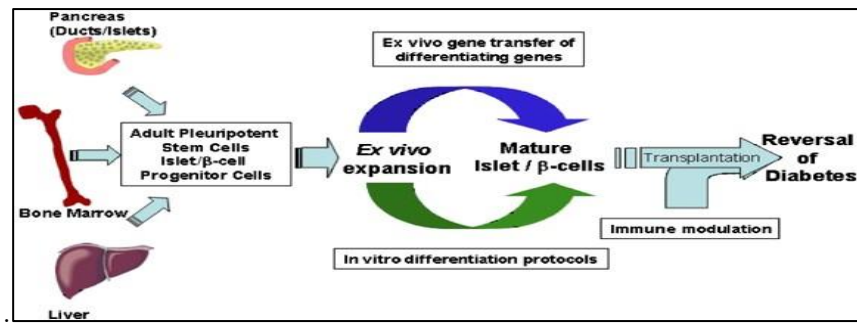 Pancreas
(Ducts/Islets)
Ex vivo gene transfer of
differentiating genes
Adult Pleuripotent
Stem Cells
Islet/β-cell
Progenitor Cells
Bone Marrow
Ex vivo
expansion
Mature
Islet / β-cells
Transplantation
Reversal
of
Diabetes
Immune modulation
In vitro differentiation protocols
Liver